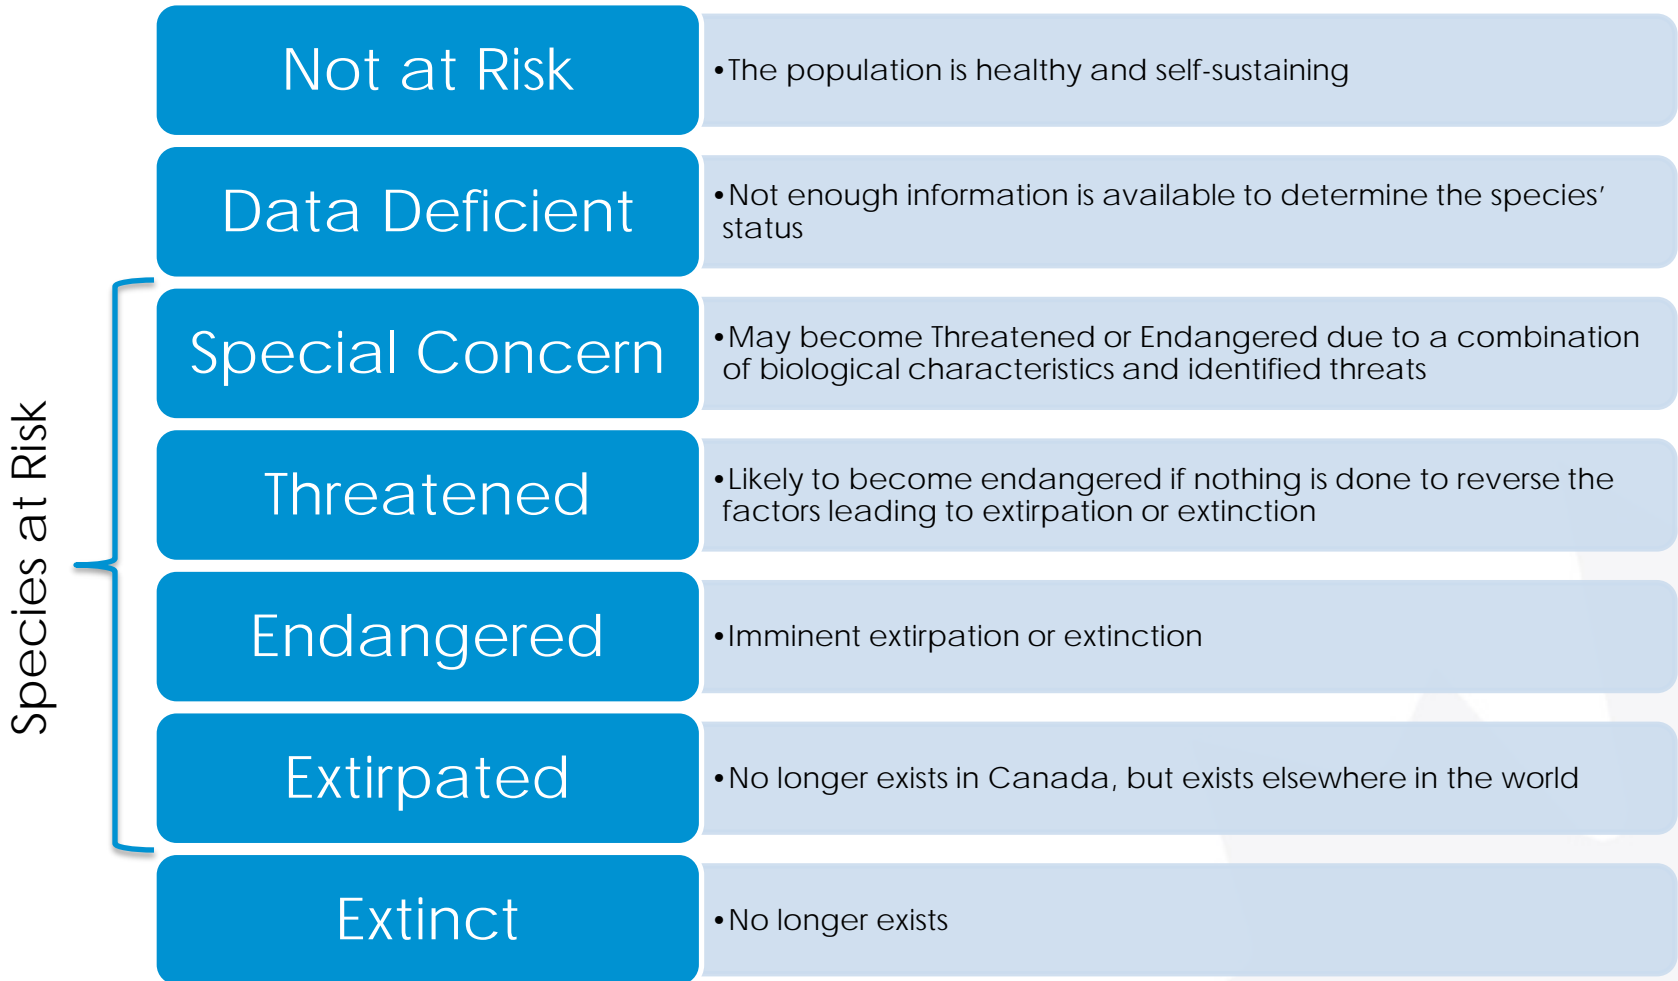 Not at Risk
•The population is healthy and self-sustaining
Data Deficient
•Not enough information is available to determine the species’
status
Special Concern
•May become Threatened or Endangered due to a combination
of biological characteristics and identified threats
Species at Risk
Threatened
•Likely to become endangered if nothing is done to reverse the
factors leading to extirpation or extinction
Endangered
•Imminent extirpation or extinction
Extirpated
•No longer exists in Canada, but exists elsewhere in the world
Extinct
•No longer exists